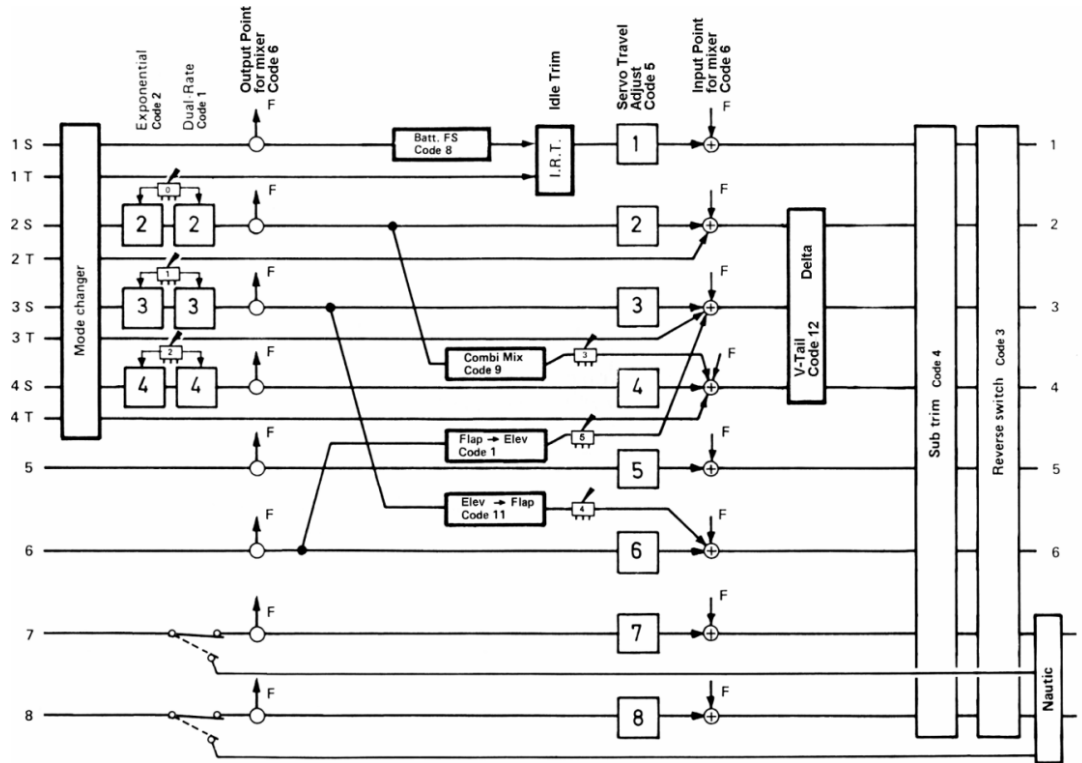 Exponential
Code 2
Dual-Rate
Code 1
Output Point
for mixer
Code 6
Idle Trim
Servo Travel
Adjust
Code 5
Input Point
for mixer
Code 6
F
F
1 S
Mode changer
Batt. FS
Code 8
I.R.T.
1
1
1 T
0
F
F
2 S
2
2
2
V-Tail Delta
Code 12
2
2 T
1
F
F
3 S
3
3
3
3
3 T
2
F
Combi Mix
Code 9
3
F
4 S
4
4
4
4
4 T
F
Flap → Elev
Code 1
5
F
5
5
5
Elev → Flap
Code 11
4
F
F
6
6
6
Sub trim Code 4
Reverse switch Code 3
F
F
7
7
Nautic
F
F
8
8